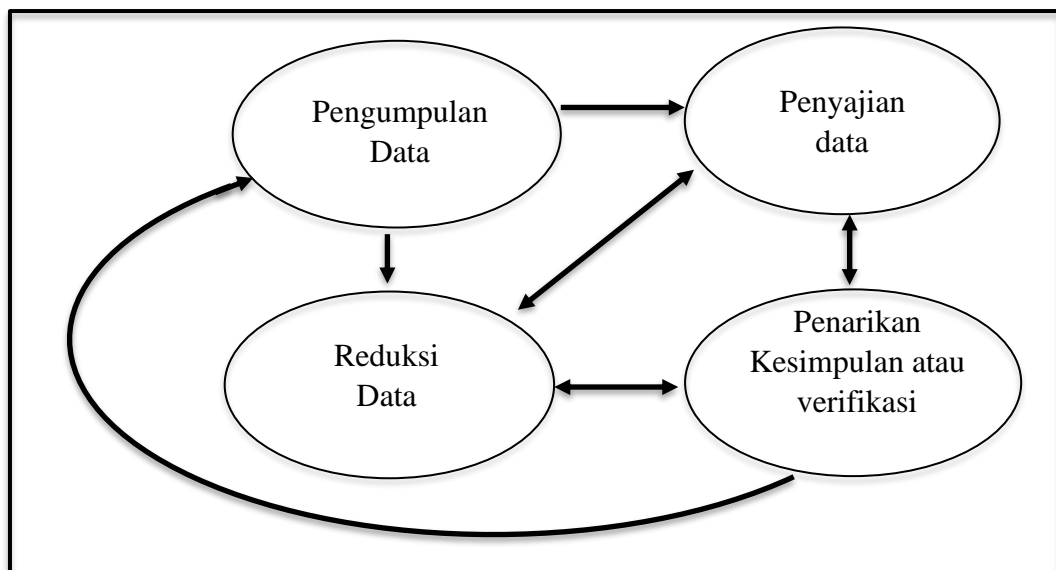 Pengumpulan
Data
Penyajian
data
Reduksi
Data
Penarikan
Kesimpulan atau
verifikasi